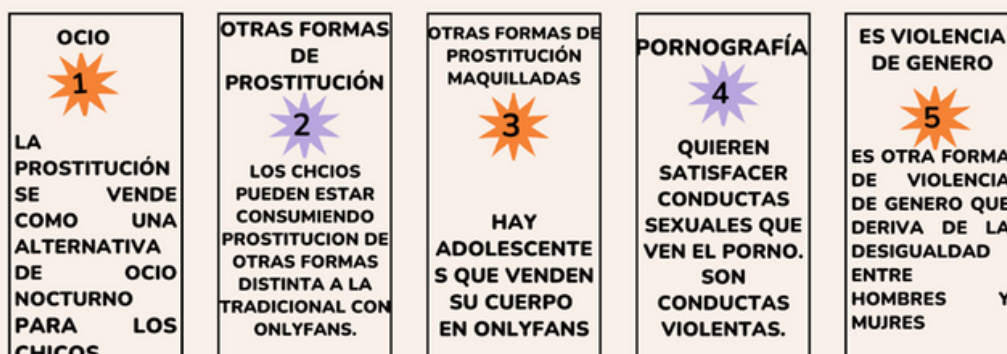 OCIO
1
LA
PROSTITUCIÓN
SE VENDE
COMO UNA
ALTERNATIVA
DE OCIO
NOCTURNO
PARA LOS
CHICOS
OTRAS FORMAS
DE
PROSTITUCIÓN
2
LOS CHCIOS
PUEDEN ESTAR
CONSUMIENDO
PROSTITUCION DE
OTRAS FORMAS
DISTINTA A LA
TRADICIONAL CON
ONLYFANS.
OTRAS FORMAS DE
PROSTITUCIÓN
MAQUILLADAS
3
HAY
ADOLESCENTE
S QUE VENDEN
SU CUERPO
EN ONLYFANS
PORNOGRAFÍA
4
QUIEREN
SATISFACER
CONDUCTAS
SEXUALES QUE
VEN EL PORNO.
SON
CONDUCTAS
VIOLENTAS.
ES VIOLENCIA
DE GENERO
5
ES OTRA FORMA
DE VIOLENCIA
DE GENERO QUE
DERIVA DE LA
DESIGUALDAD
ENTRE
HOMBRES Y
MUJRES